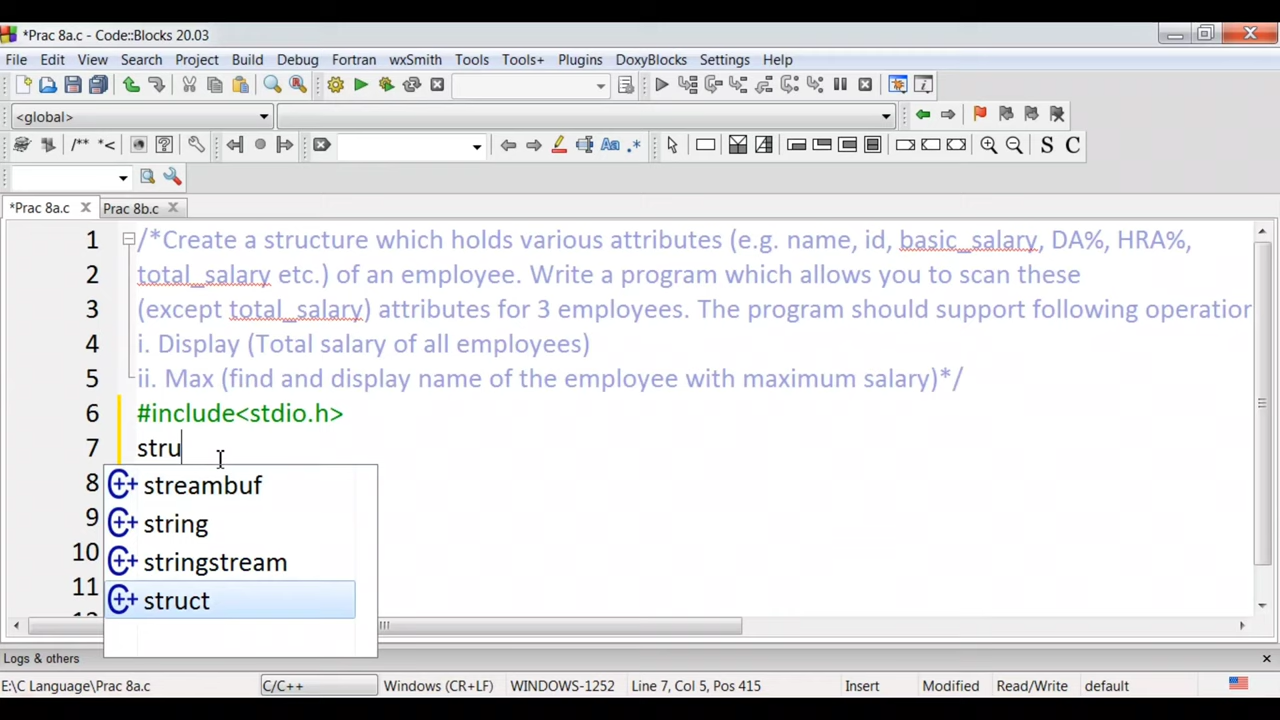 *Prac 8a.c - Code::Blocks 20.03
File Edit View Search Project Build Debug Fortran wxSmith Tools Tools+ Plugins DoxyBlocks Settings Help
<global>
/** *<
Aa .*
S C
*Prac 8a.c Prac 8b.c
1 /*Create a structure which holds various attributes (e.g. name, id, basic_salary, DA%, HRA%,
2 total_salary etc.) of an employee. Write a program which allows you to scan these
3 (except total_salary) attributes for 3 employees. The program should support following operation
4 i. Display (Total salary of all employees)
5 ii. Max (find and display name of the employee with maximum salary)*/
6 #include<stdio.h>
7 stru
8 streambuf
9 string
10 stringstream
11 struct
Logs & others
E:\C Language\Prac 8a.c C/C++ Windows (CR+LF) WINDOWS-1252 Line 7, Col 5, Pos 415 Insert Modified Read/Write default